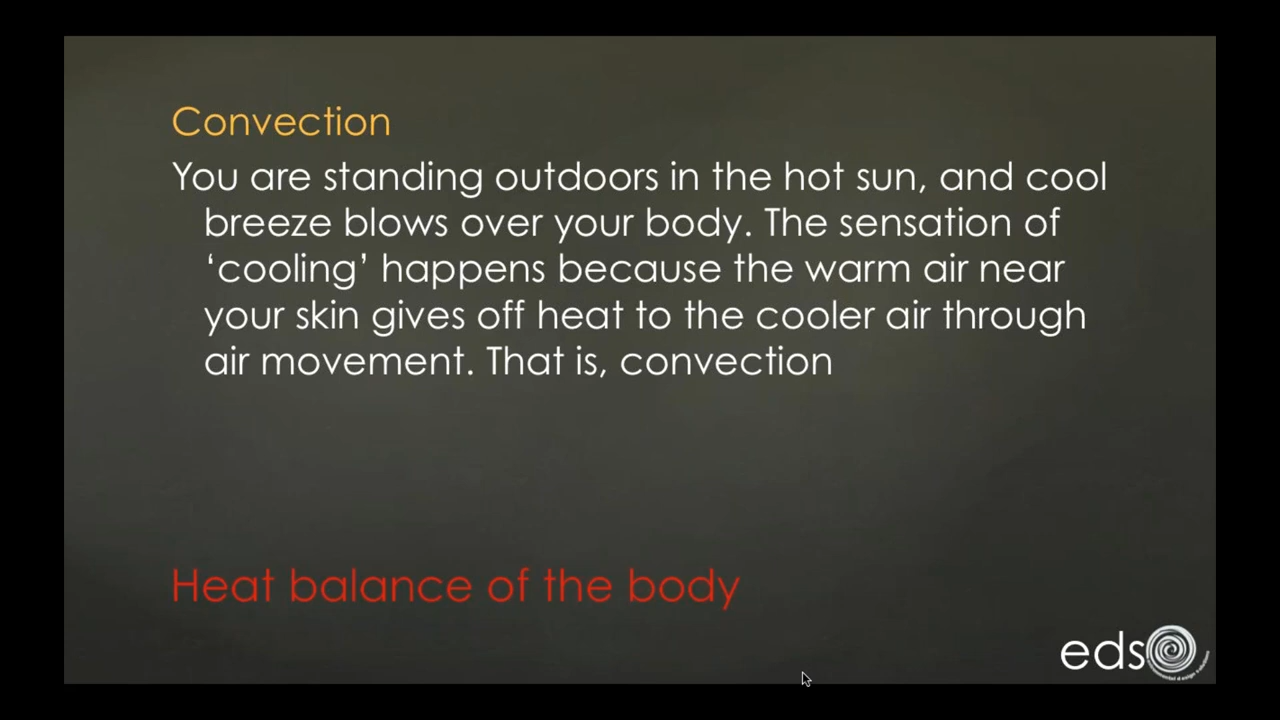 Convection
You are standing outdoors in the hot sun, and cool
breeze blows over your body. The sensation of
‘cooling’ happens because the warm air near
your skin gives off heat to the cooler air through
air movement. That is, convection
Heat balance of the body
eds